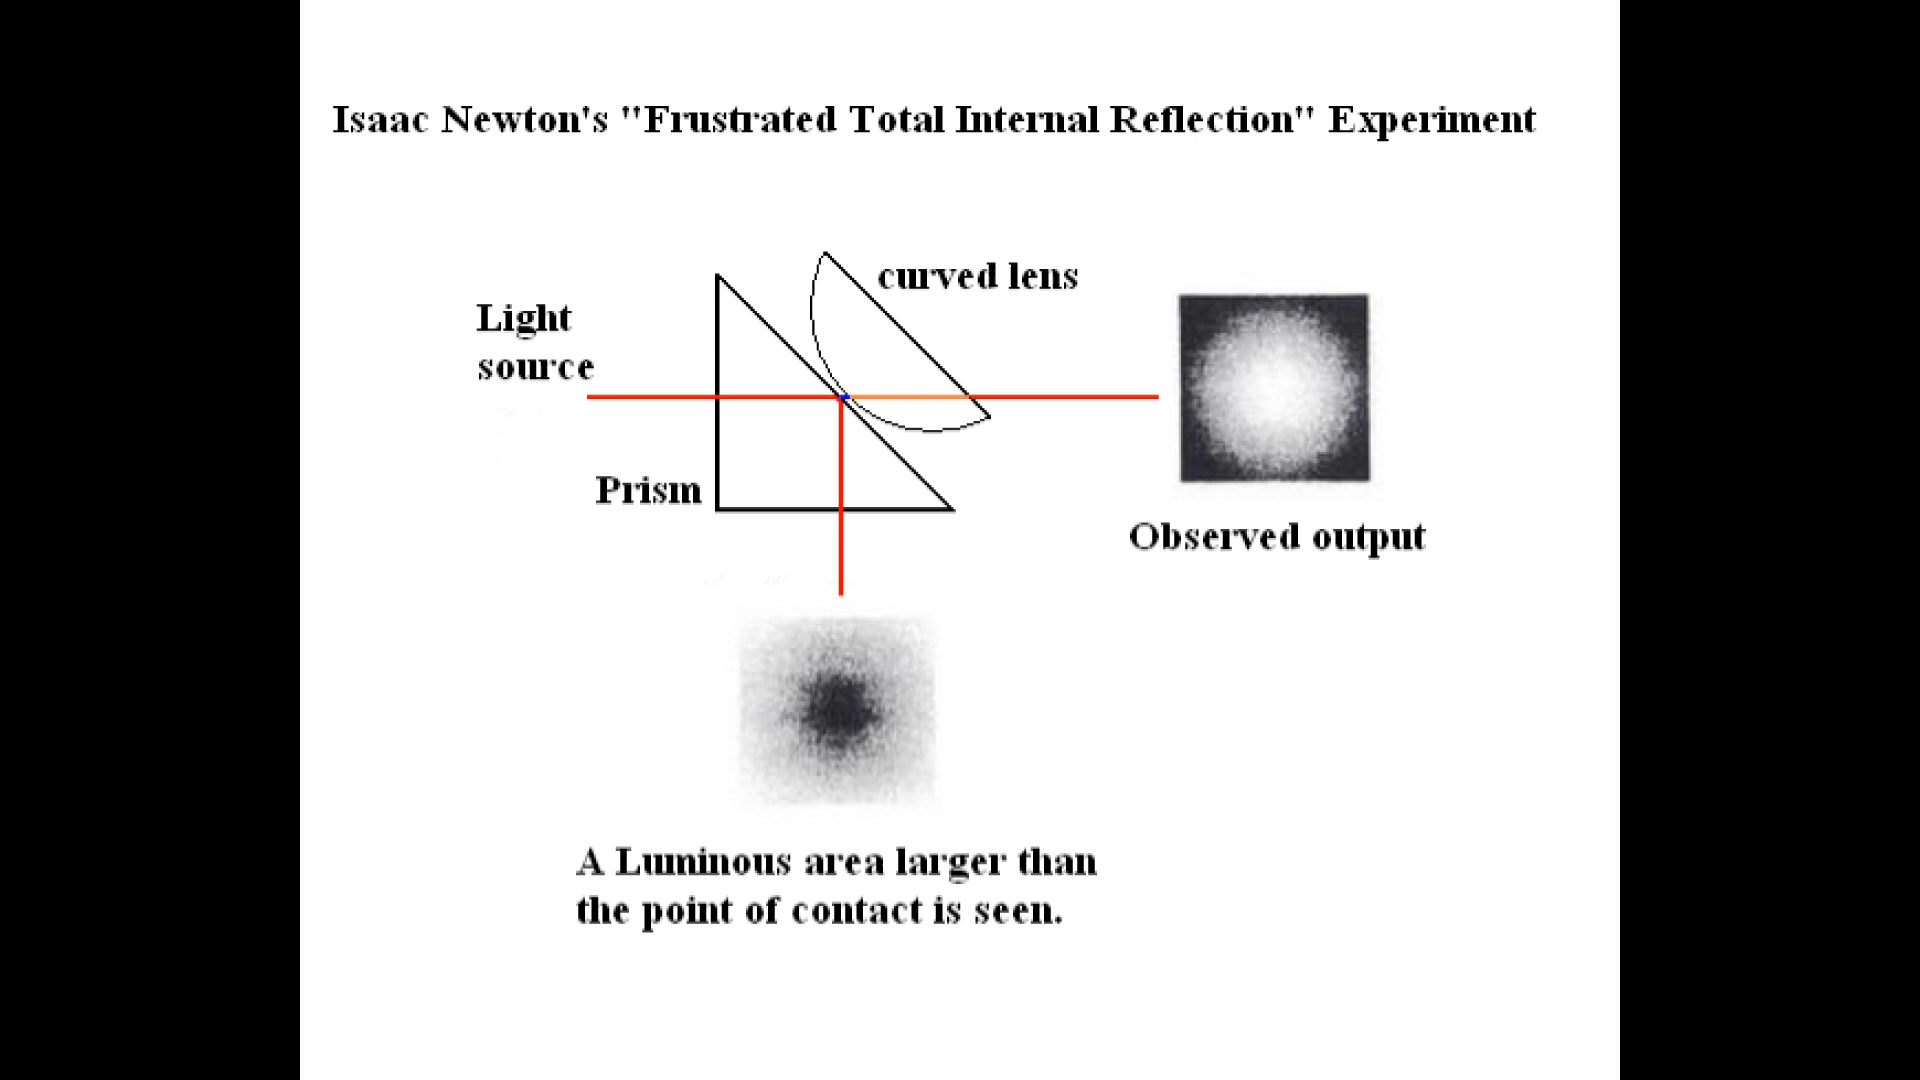 Isaac Newton's "Frustrated Total Internal Reflection" Experiment
curved lens
Light
source
Prism
Observed output
A Luminous area larger than
the point of contact is seen.